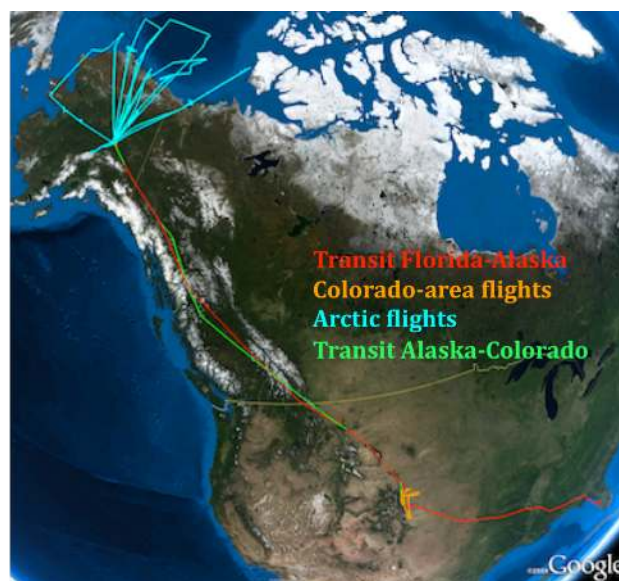 Transit Florida-Alaska
Colorado-area flights
Arctic flights
Transit Alaska-Colorado
Google